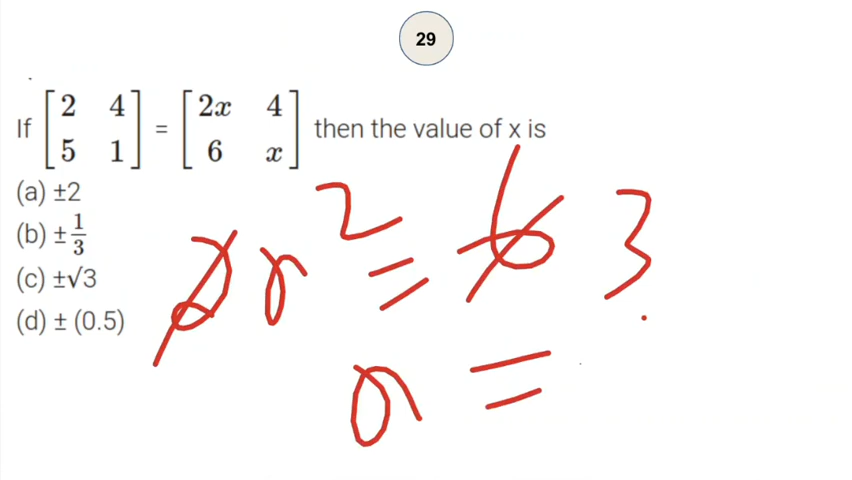 29
If [2 4 5 1] = [2x 4 6 x] then the value of x is
(a) ±2
(b) ±1/3
(c) ±√3
(d) ± (0.5)
2x² = 6 3
x =